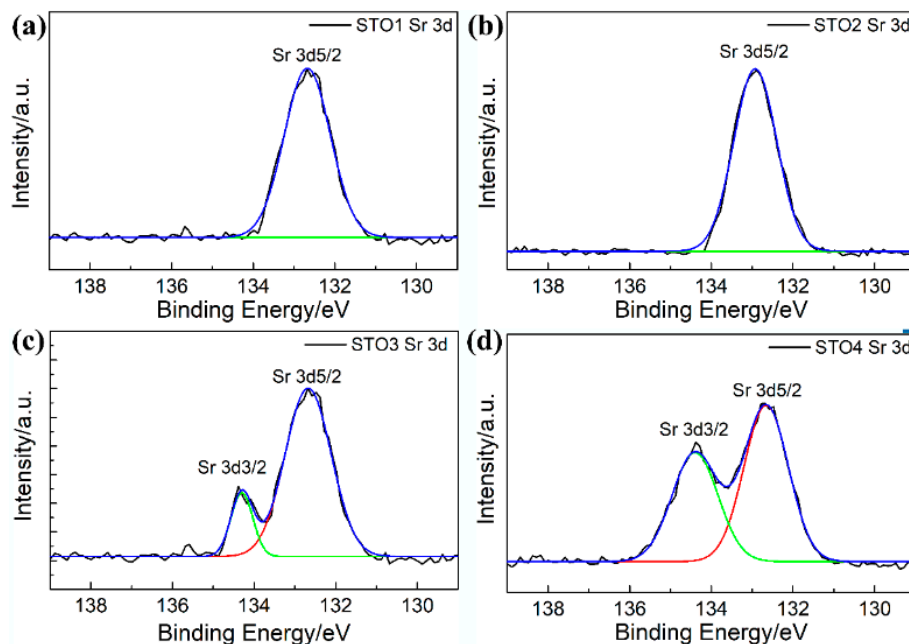 (a)
STO1 Sr 3d
Sr 3d5/2
Intensity/a.u.
138 136 134 132 130
Binding Energy/eV
(b)
STO2 Sr 3d
Sr 3d5/2
Intensity/a.u.
138 136 134 132 130
Binding Energy/eV
(c)
STO3 Sr 3d
Sr 3d5/2
Sr 3d3/2
Intensity/a.u.
138 136 134 132 130
Binding Energy/eV
(d)
STO4 Sr 3d
Sr 3d5/2
Sr 3d3/2
Intensity/a.u.
138 136 134 132 130
Binding Energy/eV